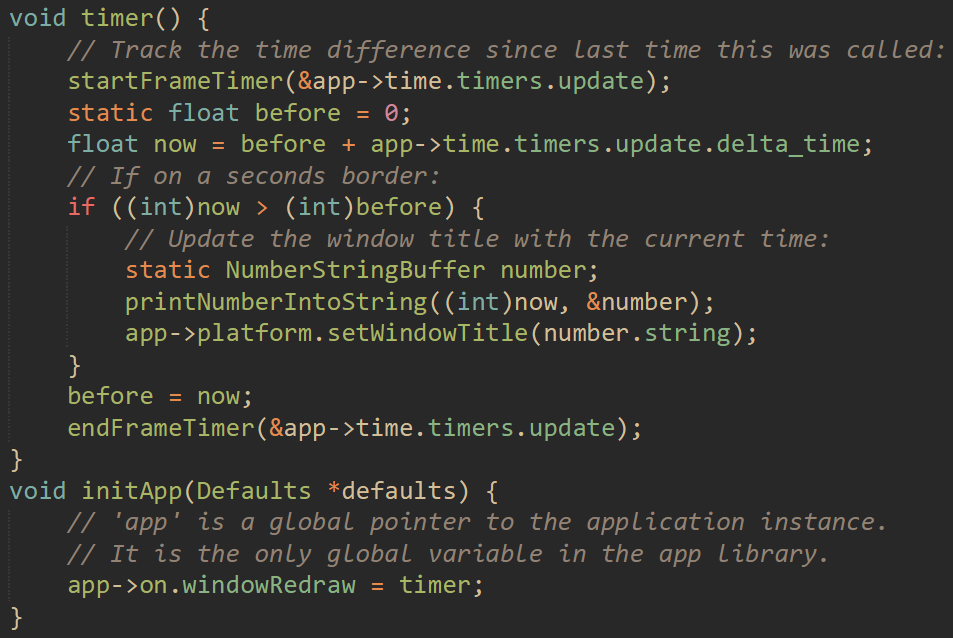 void timer() {
    // Track the time difference since last time this was called:
    startFrameTimer(&app->time.timers.update);
    static float before = 0;
    float now = before + app->time.timers.update.delta_time;
    // If on a seconds border:
    if ((int)now > (int)before) {
        // Update the window title with the current time:
        static NumberStringBuffer number;
        printNumberIntoString((int)now, &number);
        app->platform.setWindowTitle(number.string);
    }
    before = now;
    endFrameTimer(&app->time.timers.update);
}
void initApp(Defaults *defaults) {
    // 'app' is a global pointer to the application instance.
    // It is the only global variable in the app library.
    app->on.windowRedraw = timer;
}